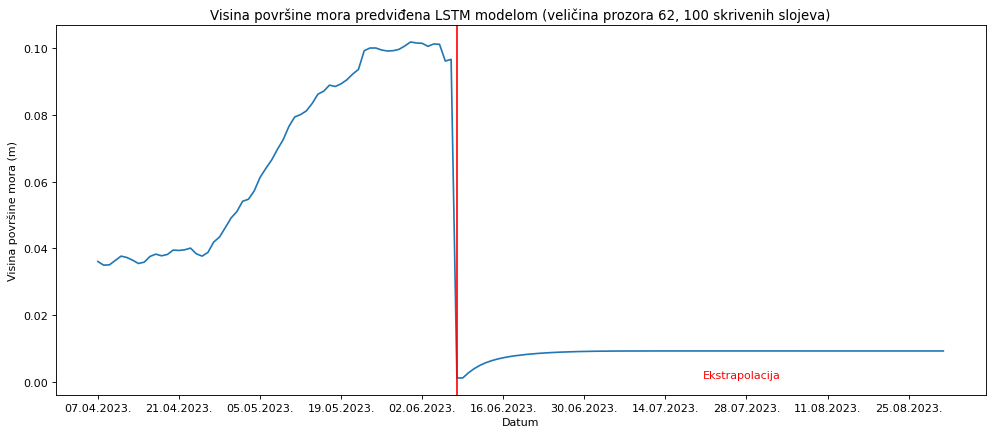 Visina površine mora predviđena LSTM modelom (veličina prozora 62, 100 skrivenih slojeva)
Visina površine mora (m)
0.10
0.08
0.06
0.04
0.02
0.00
Ekstrapolacija
07.04.2023. 21.04.2023. 05.05.2023. 19.05.2023. 02.06.2023. 16.06.2023. 30.06.2023. 14.07.2023. 28.07.2023. 11.08.2023. 25.08.2023.
Datum